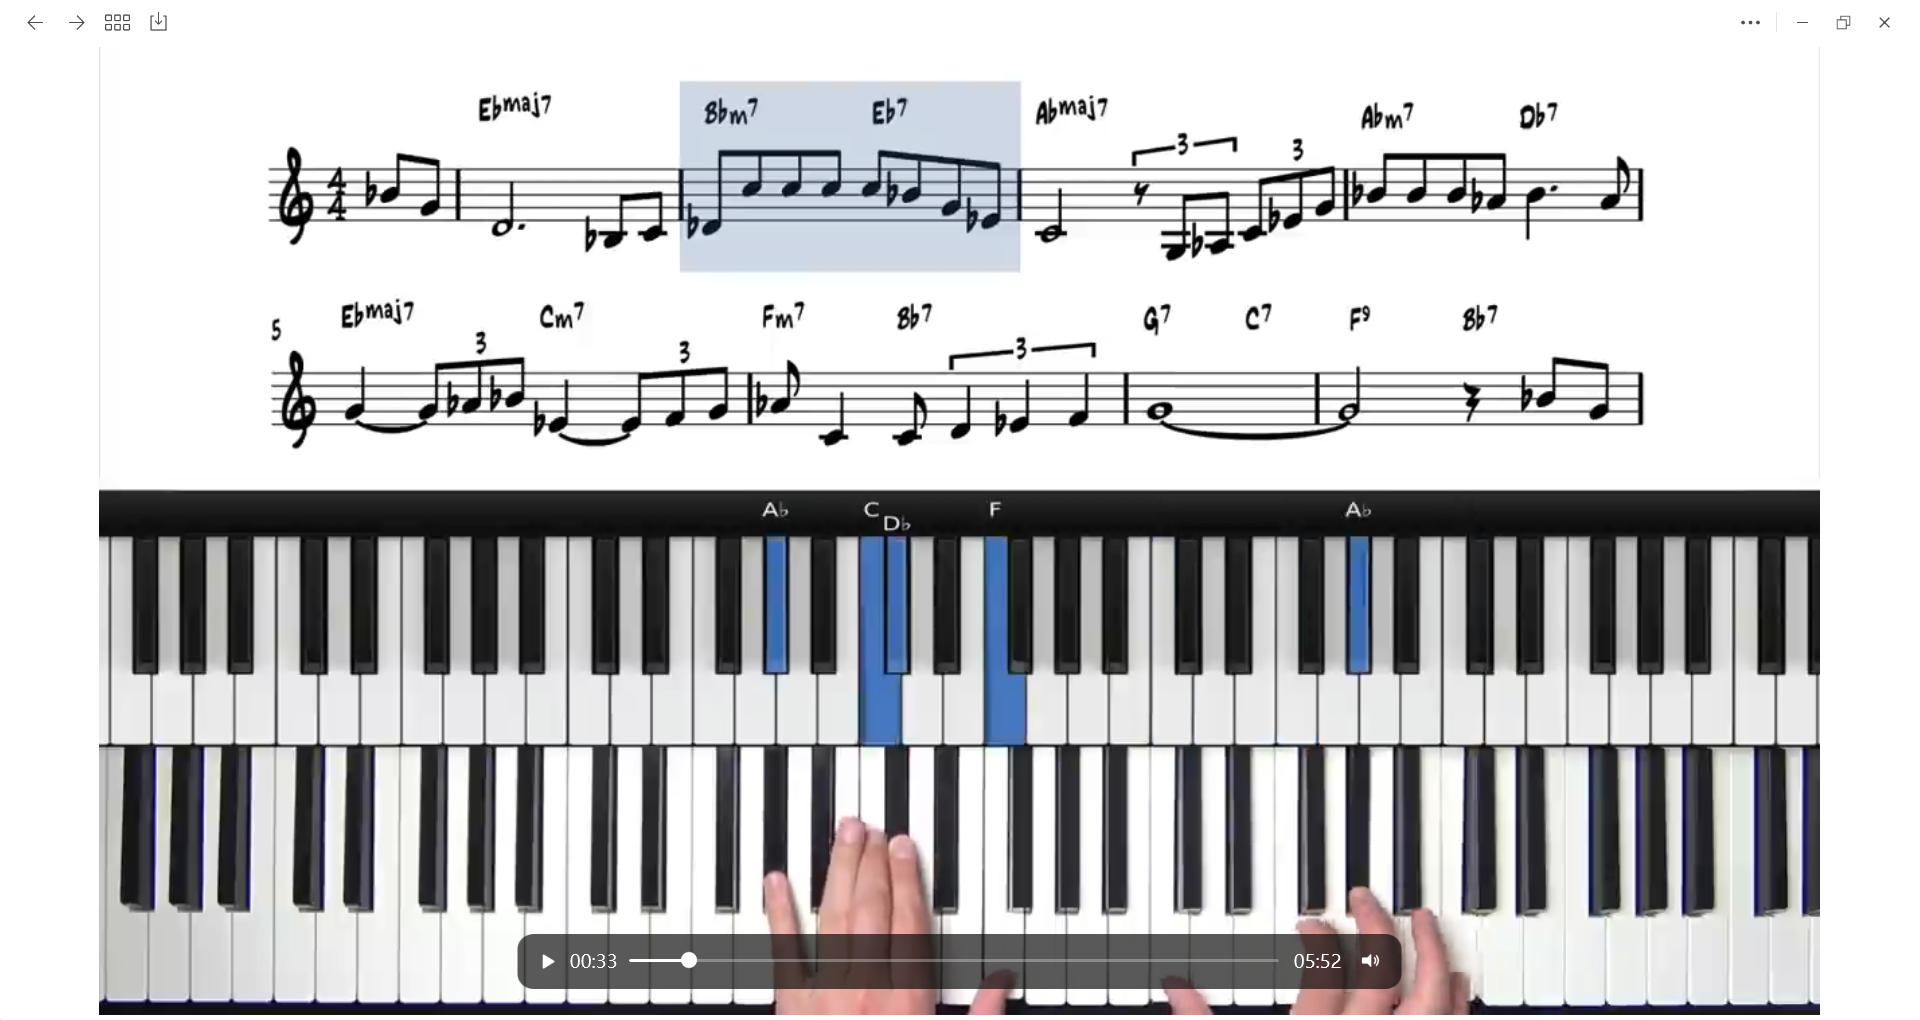 Ebmaj7 Bbm7 Eb7 Abmaj7 Abm7 Db7
3 3
4
4
5 Ebmaj7 Cm7 Fm7 Bb7 G7 C7 F9 Bb7
3 3 3
A♭ C D♭ F A♭
00:33 05:52